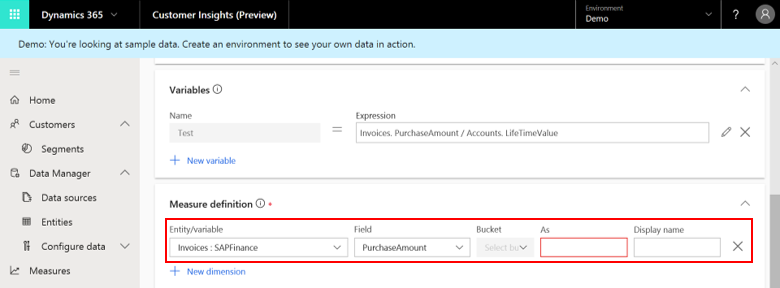 Dynamics 365
Customer Insights (Preview)
Environment
Demo
?
Demo: You're looking at sample data. Create an environment to see your own data in action.
Home
Customers
Segments
Data Manager
Data sources
Entities
Configure data
Measures
Variables
Name
Expression
Test
=
Invoices. PurchaseAmount / Accounts. LifeTimeValue
+ New variable
Measure definition *
Entity/variable
Field
Bucket
As
Display name
Invoices : SAPFinance
PurchaseAmount
Select bu
+ New dimension